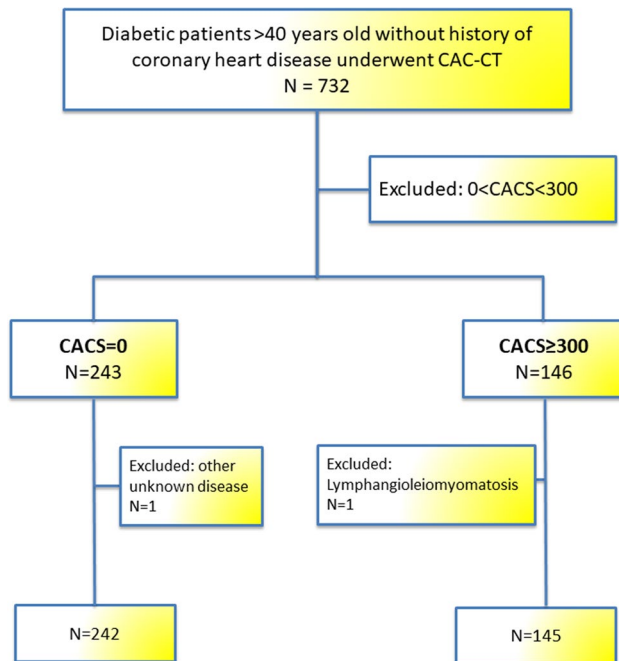 Diabetic patients >40 years old without history of
coronary heart disease underwent CAC-CT
N = 732
Excluded: 0<CACS<300
CACS=0
N=243
CACS≥300
N=146
Excluded: other
unknown disease
N=1
Excluded:
Lymphangioleiomyomatosis
N=1
N=242
N=145